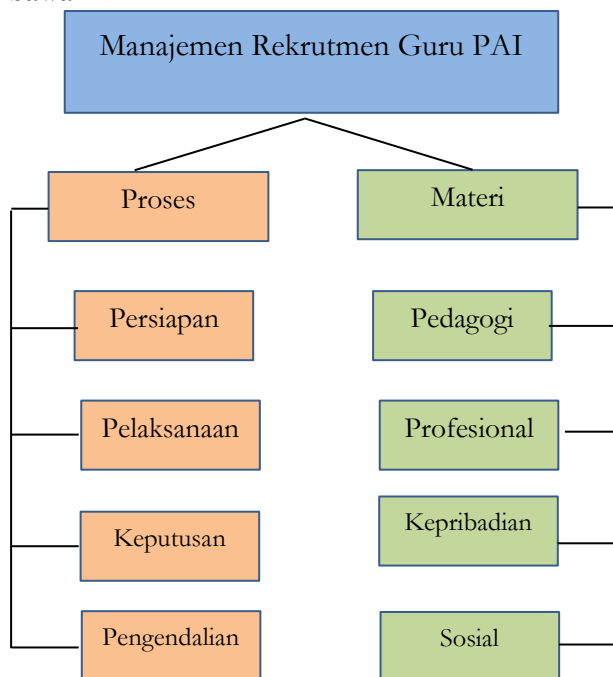 Manajemen Rekrutmen Guru PAI
Proses
Materi
Persiapan
Pedagogi
Pelaksanaan
Profesional
Keputusan
Kepribadian
Pengendalian
Sosial